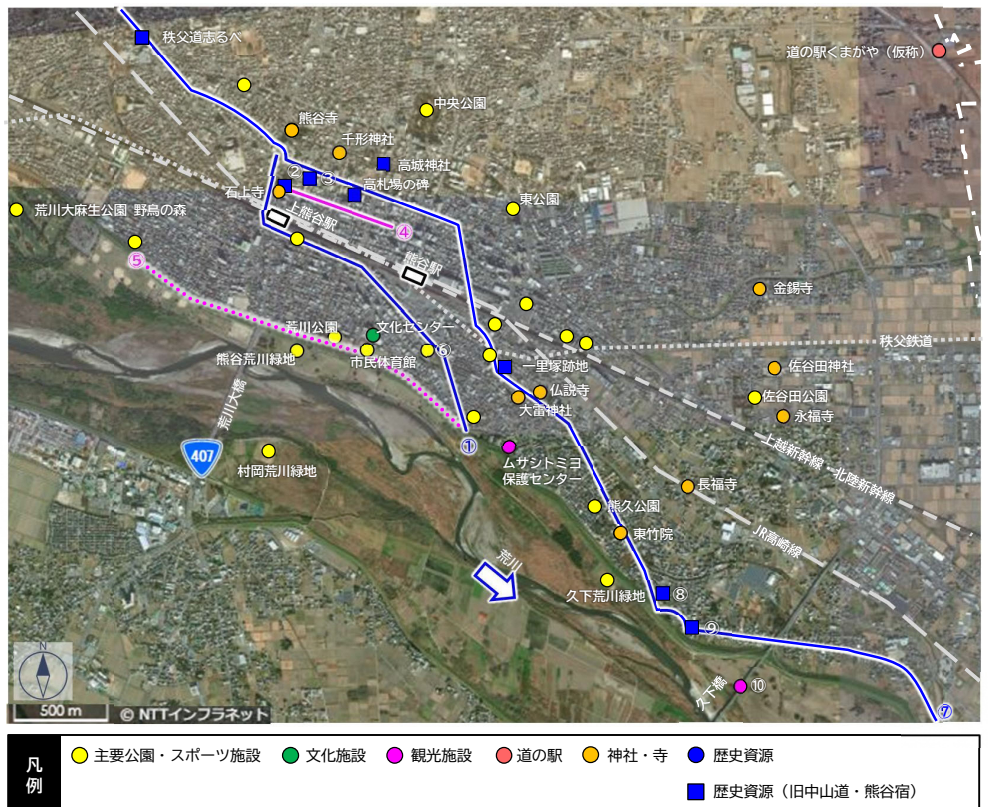 秩父道志るべ
道の駅くまがや（仮称）
中央公園
熊谷寺
千形神社
高城神社
②
③
石上寺
高札場の碑
荒川大麻生公園 野鳥の森
東公園
上熊谷駅
④
⑤
熊谷駅
金錫寺
荒川公園
文化センター
秩父鉄道
熊谷荒川緑地
市民体育館
⑥
一里塚跡地
佐谷田神社
仏説寺
佐谷田公園
大雷神社
永福寺
荒川大橋
①
407
上越新幹線・北陸新幹線
村岡荒川緑地
ムサシトミヨ
保護センター
長福寺
熊久公園
東竹院
JR高崎線
荒川
久下荒川緑地
⑧
⑨
N
久下橋
⑩
⑦
500 m
© NTTインフラネット
凡例
主要公園・スポーツ施設
文化施設
観光施設
道の駅
神社・寺
歴史資源
歴史資源（旧中山道・熊谷宿）